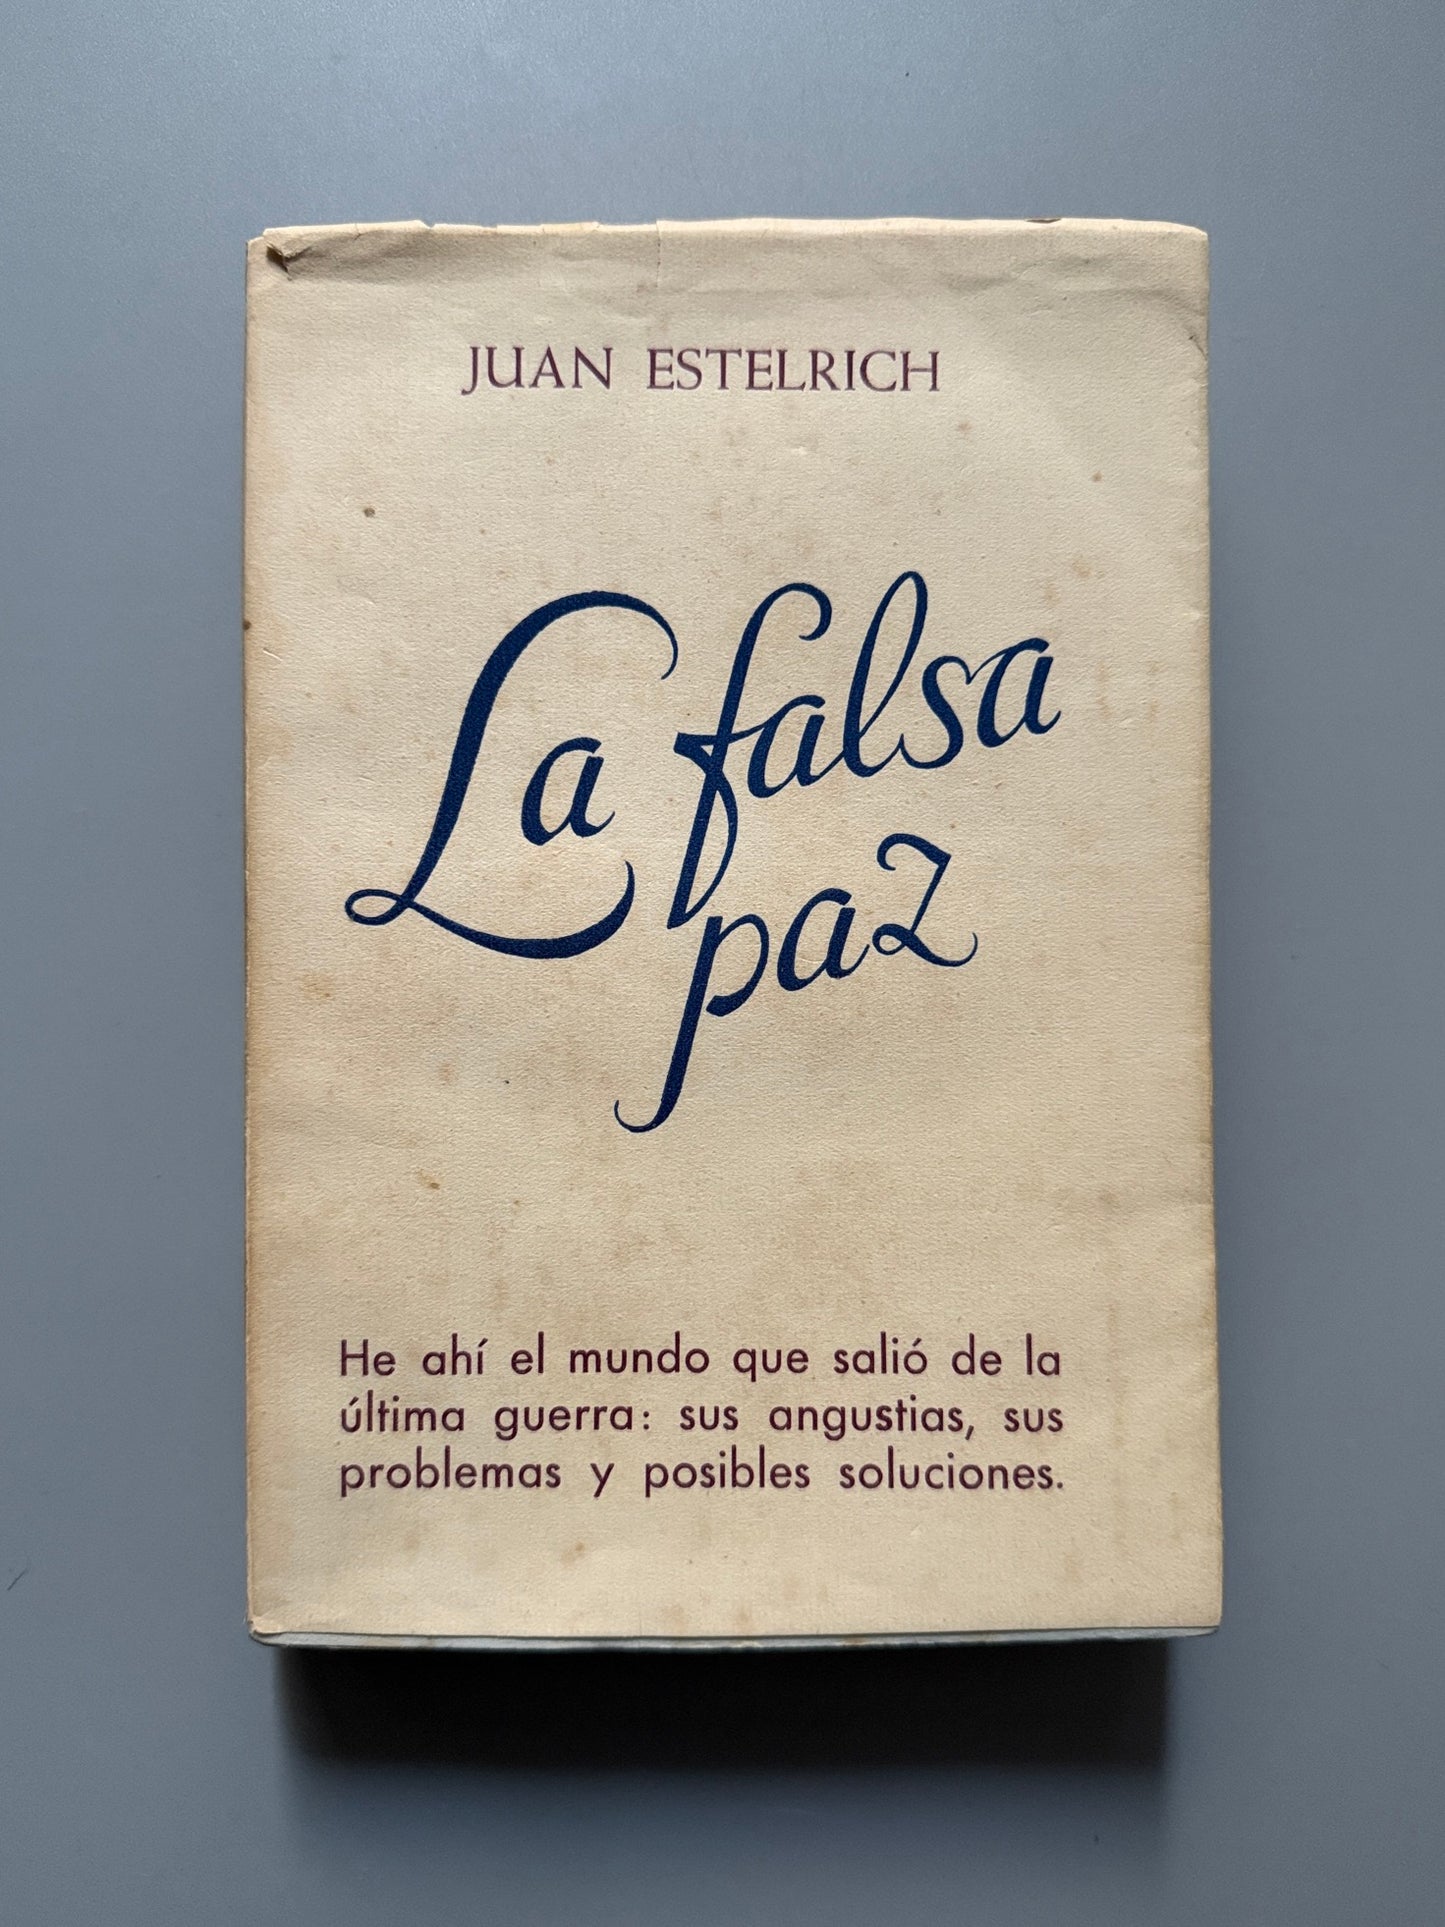 JUAN ESTELRICH
La falsa
paz
He ahí el mundo que salió de la
última guerra: sus angustias, sus
problemas y posibles soluciones.